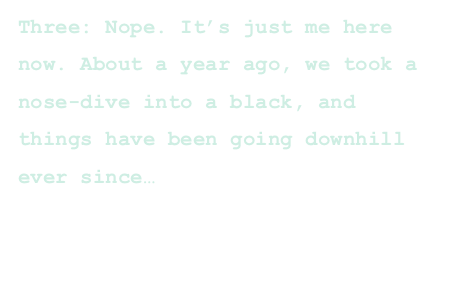 Three: Nope. It’s just me here
now. About a year ago, we took a
nose-dive into a black, and
things have been going downhill
ever since…